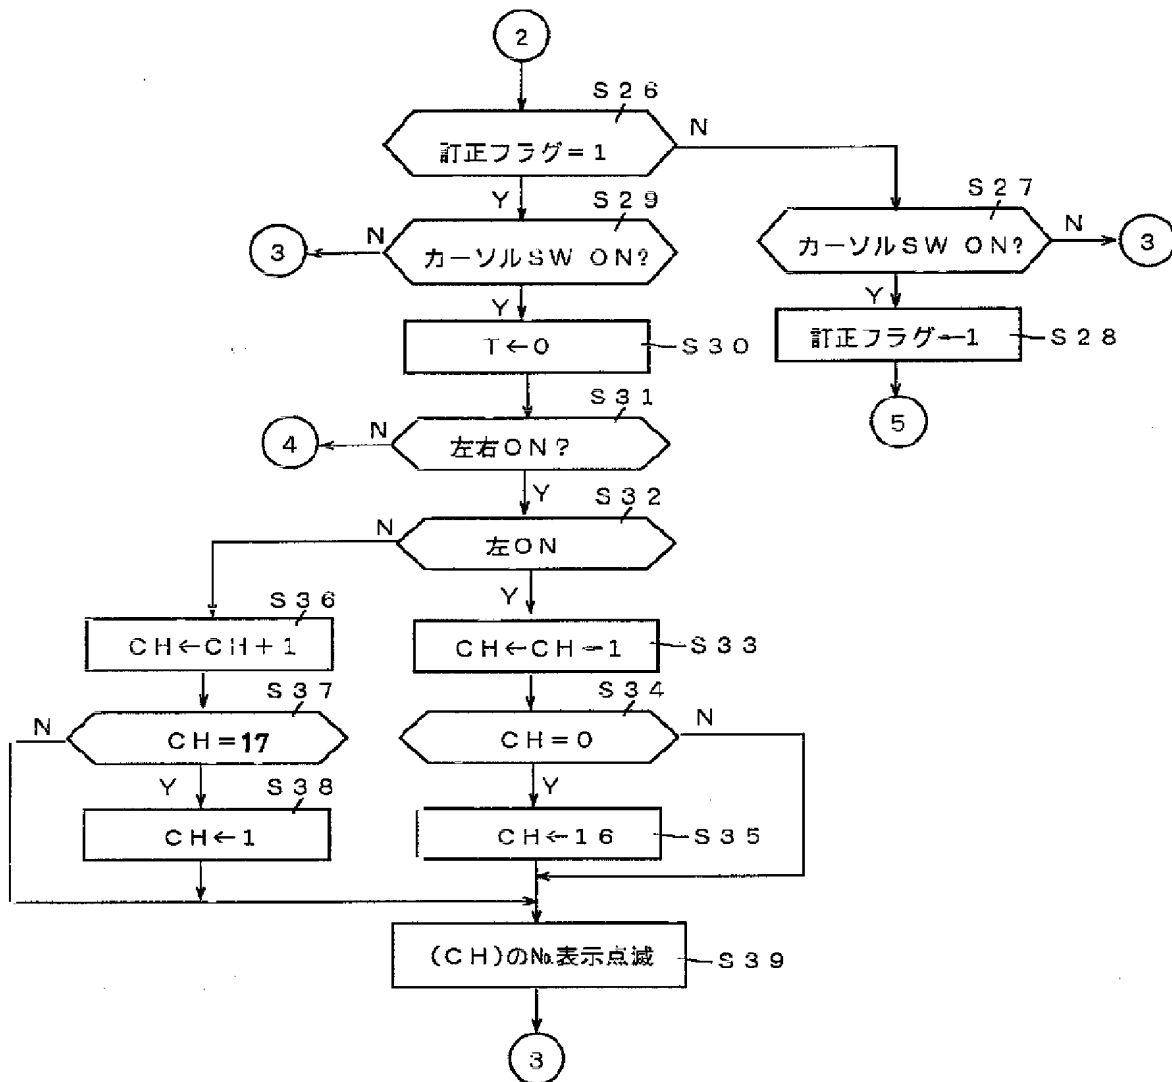 2
S26
訂正フラグ=1
N
Y
S29
S27
3
N
カーソルSW ON?
カーソルSW ON?
N
3
Y
Y
T←0
S30
訂正フラグ←1
S28
S31
5
4
N
左右ON?
Y
S32
N
左ON
Y
S36
CH←CH+1
CH←CH-1
S33
S37
S34
N
CH=17
CH=0
N
Y
S38
Y
CH←1
CH←16
S35
(CH)の№表示点滅
S39
3